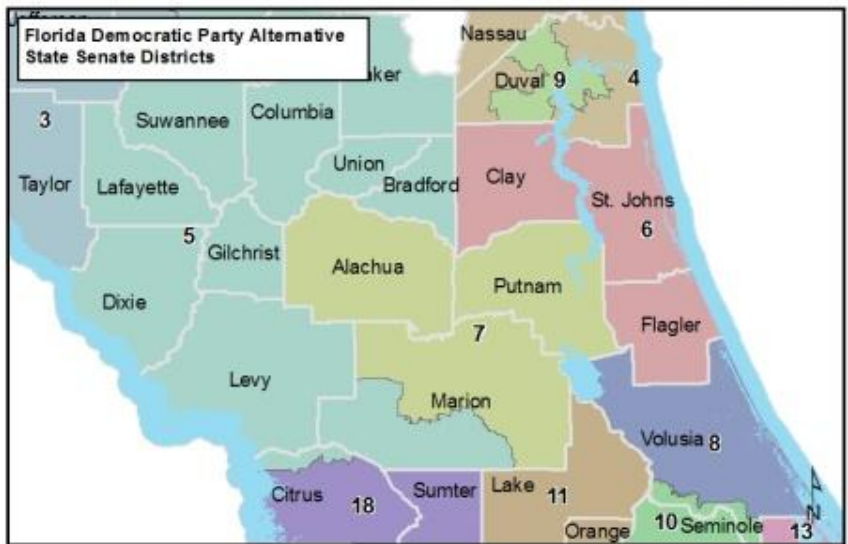 Florida Democratic Party Alternative
State Senate Districts
Nassau
Duval 9
4
3
Suwannee
Columbia
Union
Bradford
Clay
Taylor
Lafayette
St. Johns
6
5
Gilchrist
Alachua
Putnam
Dixie
Flagler
7
Levy
Marion
Volusia 8
Citrus
18
Sumter
Lake 11
Orange
10 Seminole
13
N